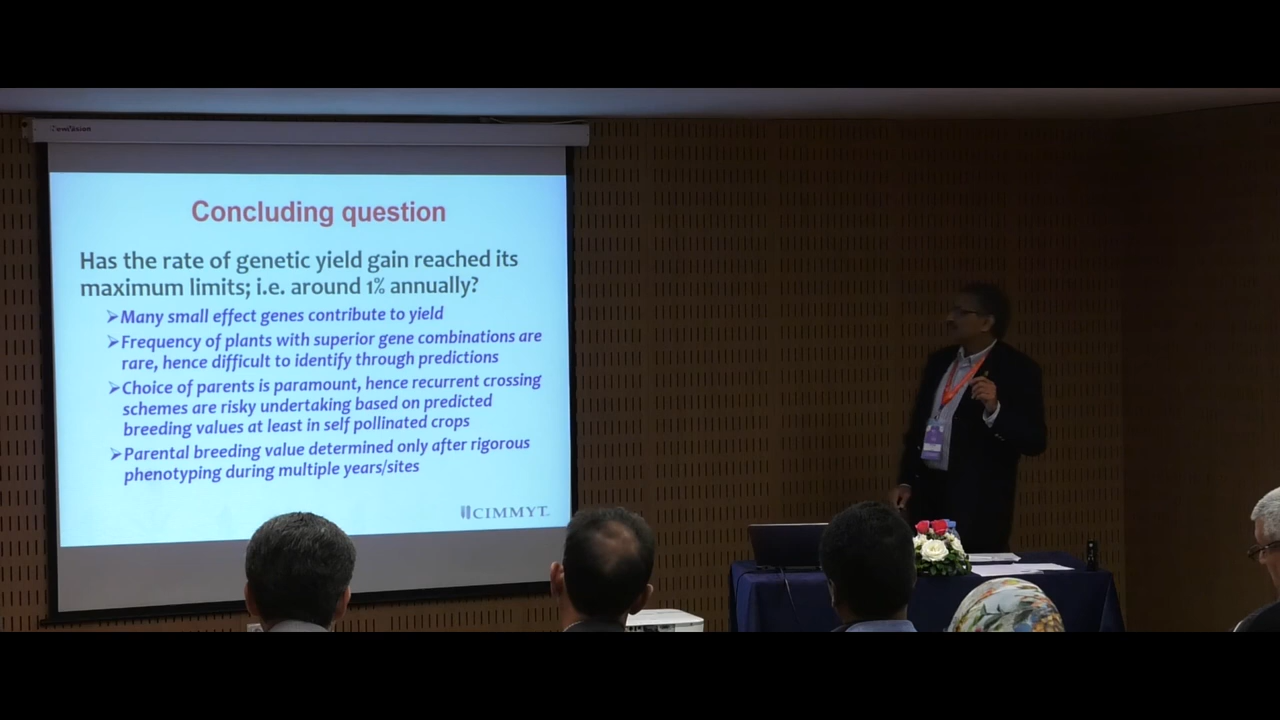 Concluding question
Has the rate of genetic yield gain reached its
maximum limits; i.e. around 1% annually?
➢Many small effect genes contribute to yield
➢Frequency of plants with superior gene combinations are
rare, hence difficult to identify through predictions
➢Choice of parents is paramount, hence recurrent crossing
schemes are risky undertaking based on predicted
breeding values at least in self pollinated crops
➢Parental breeding value determined only after rigorous
phenotyping during multiple years/sites
CIMMYT